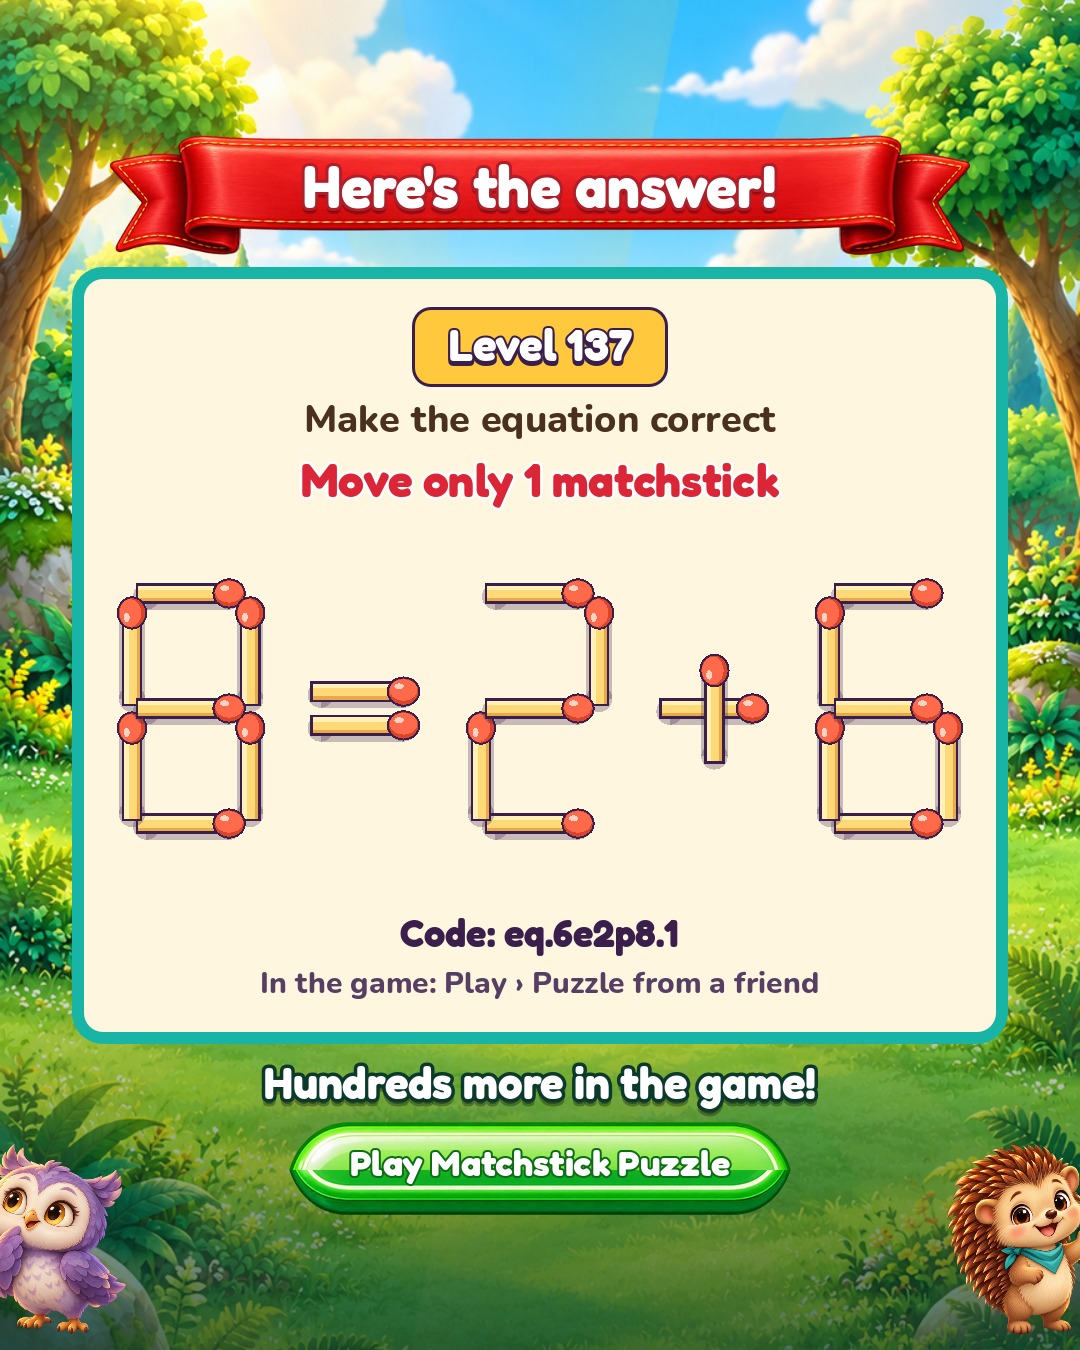 Here's the answer!
Level 137
Make the equation correct
Move only 1 matchstick
8=2+6
Code: eq.6e2p8.1
In the game: Play › Puzzle from a friend
Hundreds more in the game!
Play Matchstick Puzzle